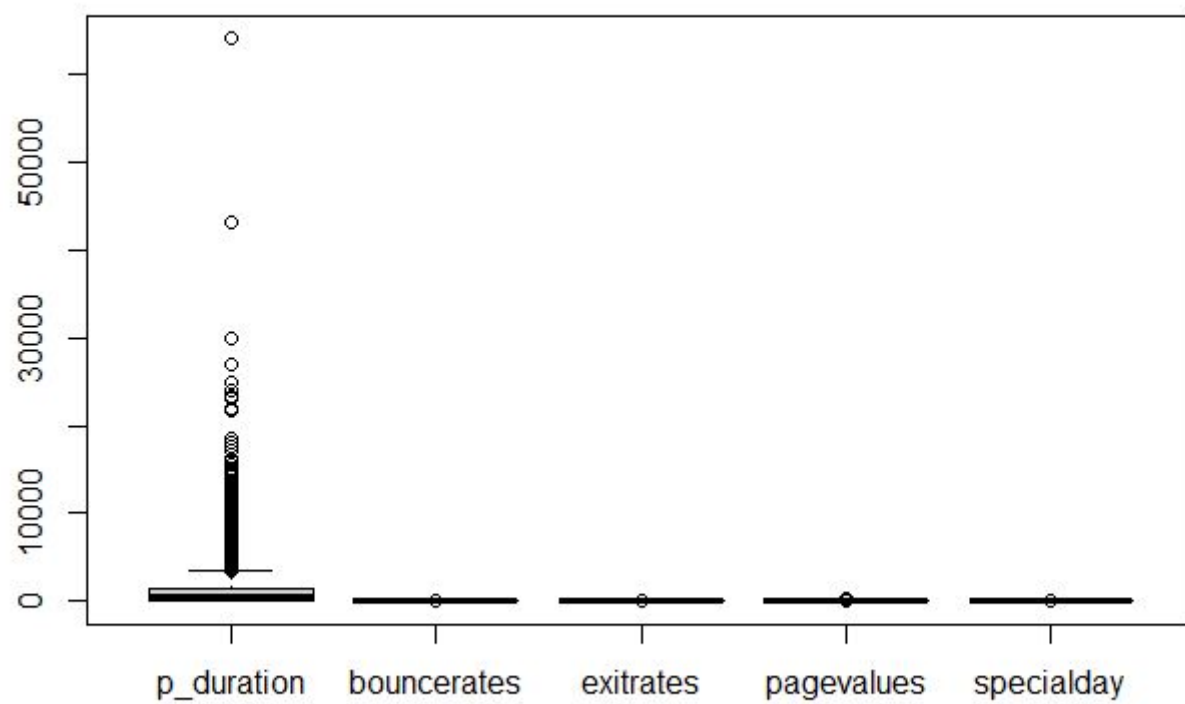 50000
30000
10000
0
p_duration bouncerates exitrates pagevalues specialday